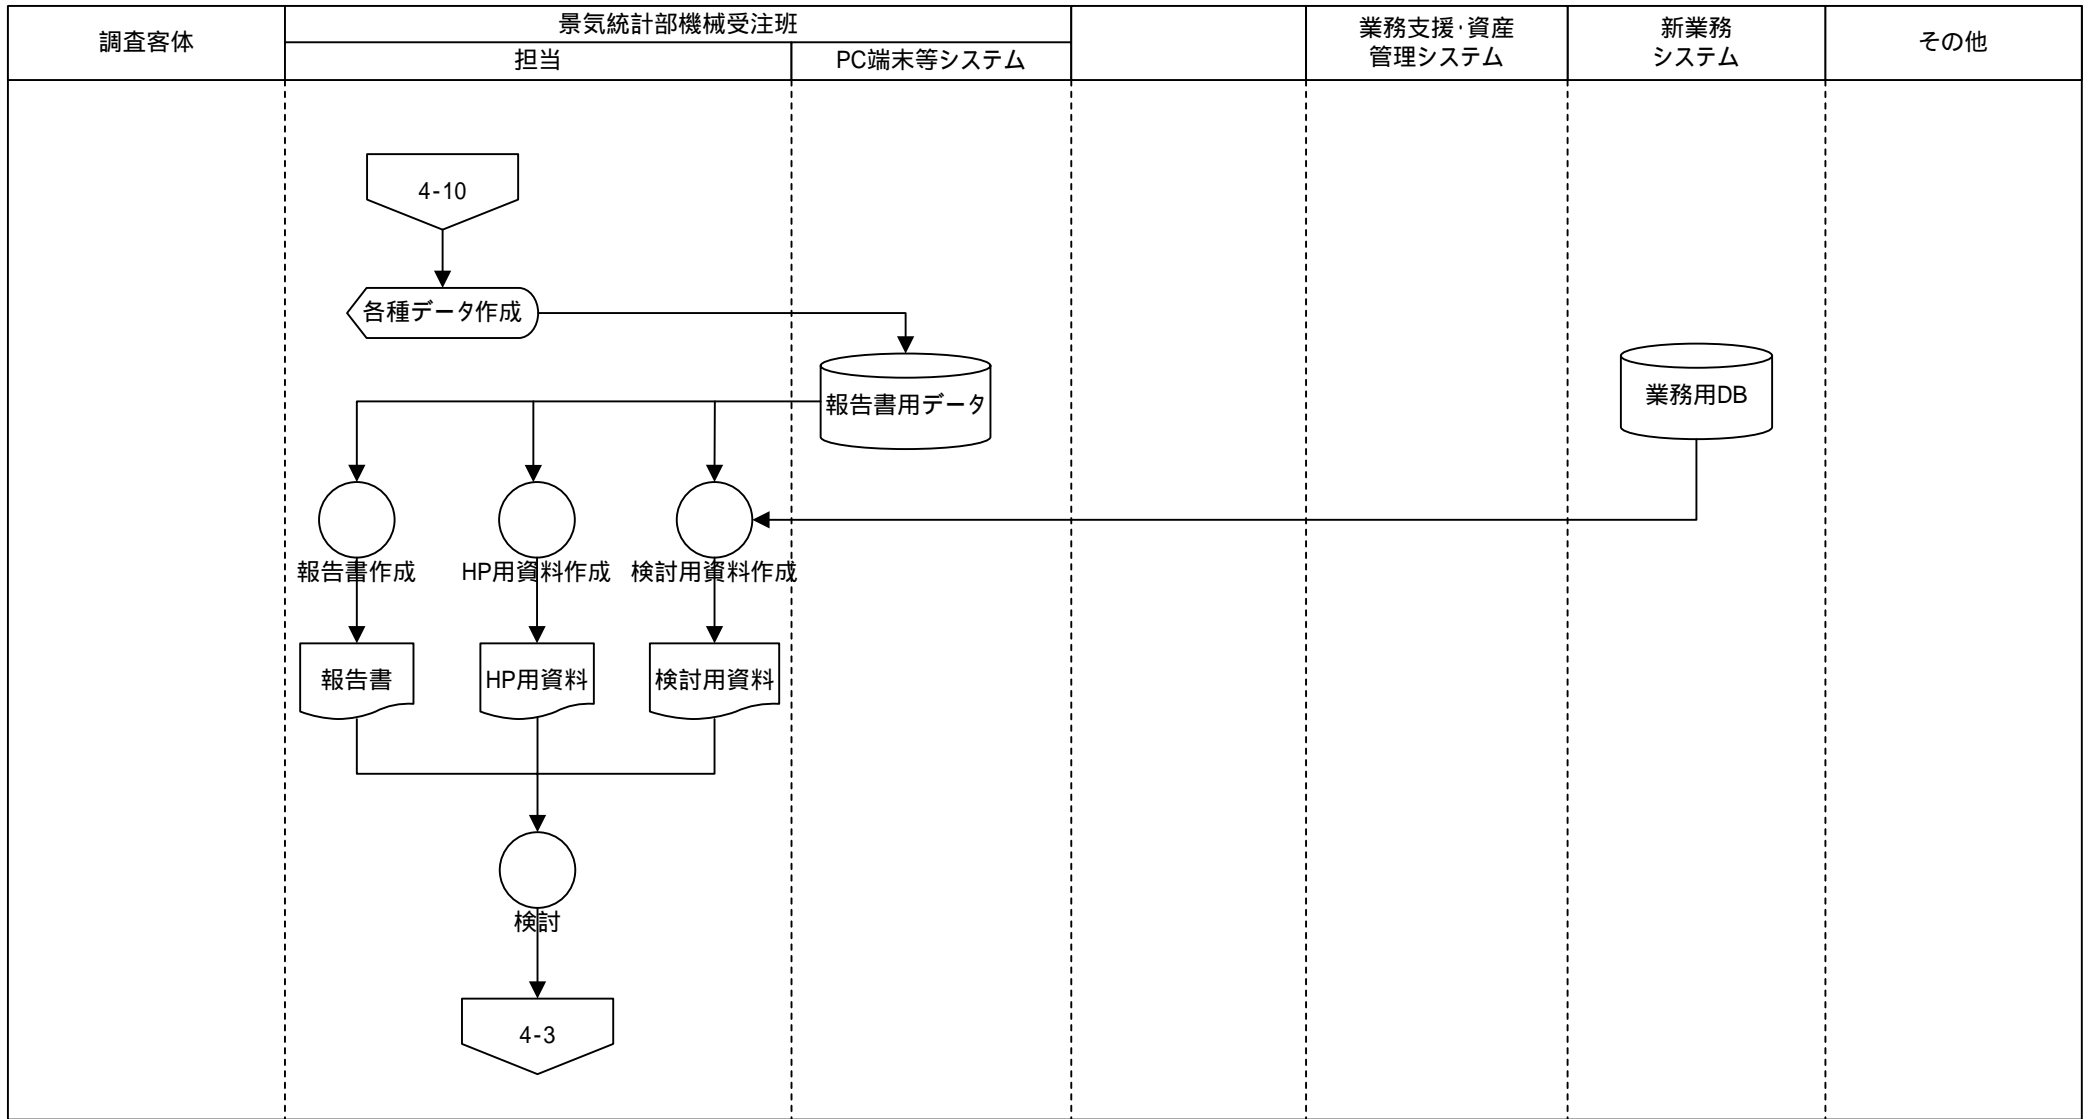 調査客体
景気統計部機械受注班
担当
PC端末等システム
業務支援・資産
管理システム
新業務
システム
その他
4-10
各種データ作成
報告書用データ
業務用DB
報告書作成
HP用資料作成
検討用資料作成
報告書
HP用資料
検討用資料
検討
4-3